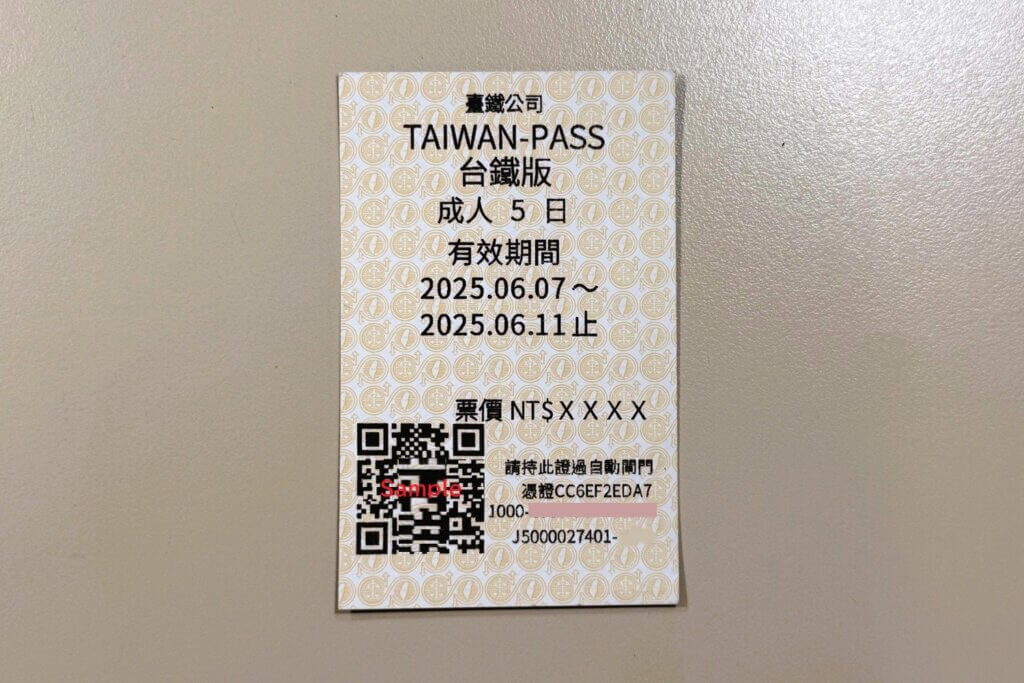 臺鐵公司
TAIWAN-PASS
台鐵版
成人 5 日
有效期間
2025.06.07～
2025.06.11止
票價 NT$ＸＸＸＸ
請持此證過自動閘門
憑證CC6EF2EDA7
Sample
1000-
J5000027401-